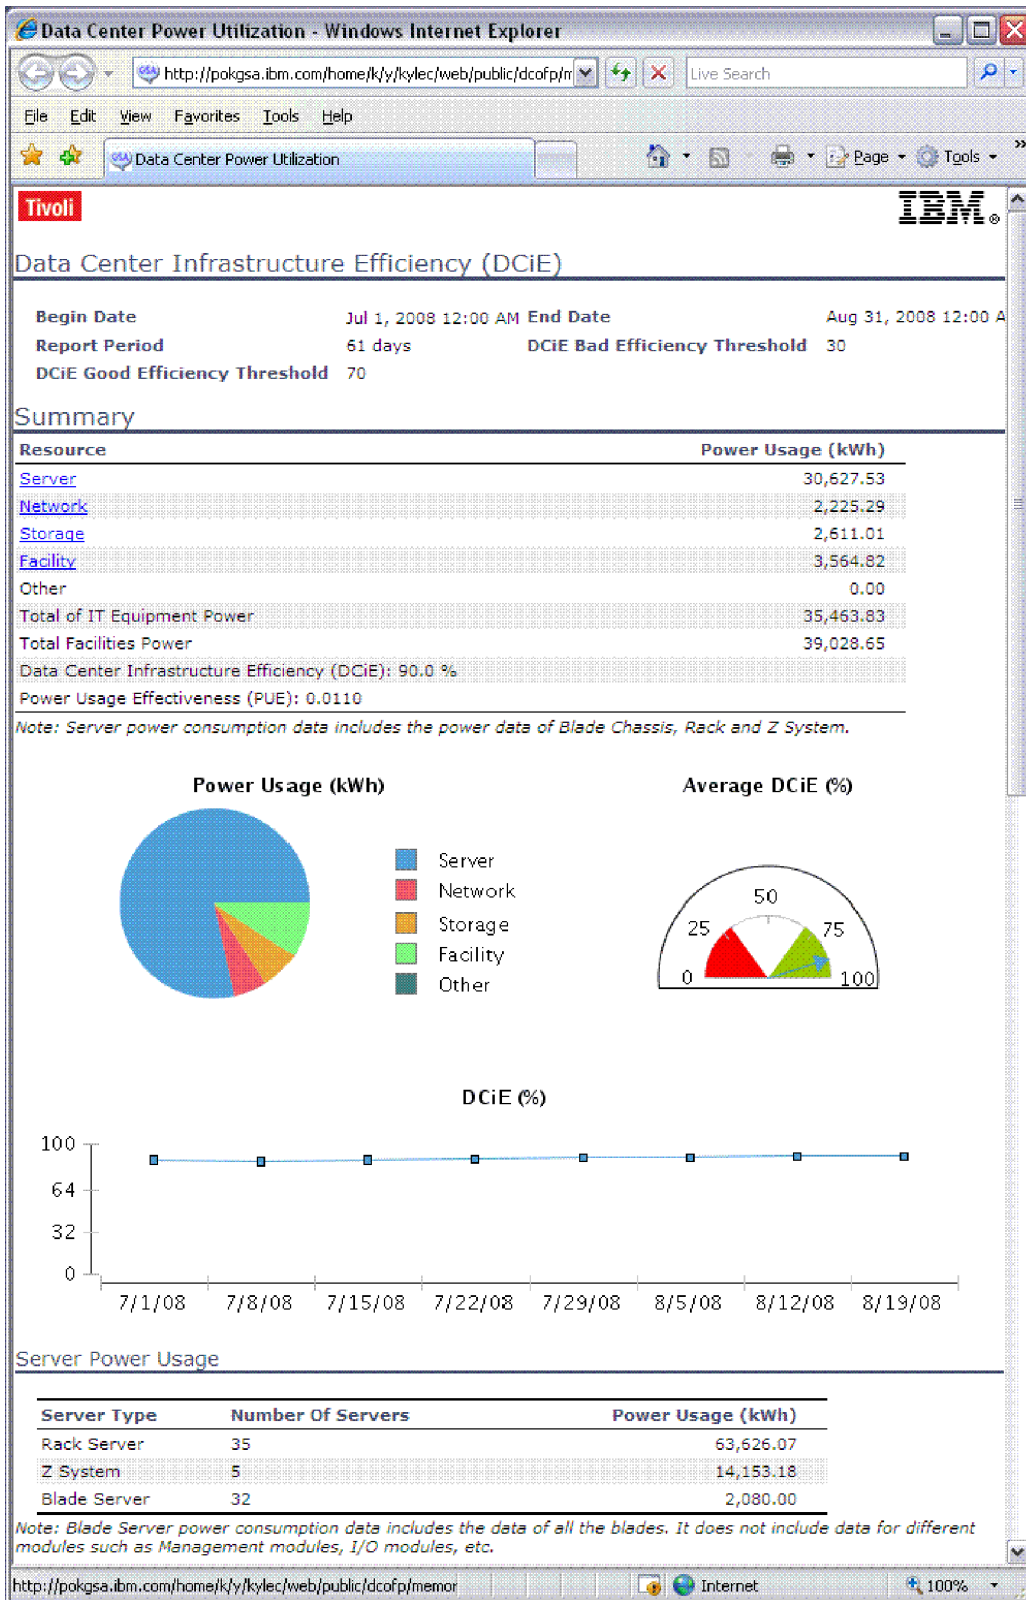 Data Center Power Utilization - Windows Internet Explorer
http://pokgsa.ibm.com/home/k/y/kylec/web/public/dcofp/m Live Search
File Edit View Favorites Tools Help
GSA Data Center Power Utilization Page Tools »
Tivoli IBM®
Data Center Infrastructure Efficiency (DCiE)
Begin Date Jul 1, 2008 12:00 AM End Date Aug 31, 2008 12:00 A
Report Period 61 days DCiE Bad Efficiency Threshold 30
DCiE Good Efficiency Threshold 70
Summary
Resource Power Usage (kWh)
Server 30,627.53
Network 2,225.29
Storage 2,611.01
Facility 3,564.82
Other 0.00
Total of IT Equipment Power 35,463.83
Total Facilities Power 39,028.65
Data Center Infrastructure Efficiency (DCiE): 90.0 %
Power Usage Effectiveness (PUE): 0.0110
Note: Server power consumption data includes the power data of Blade Chassis, Rack and Z System.
Power Usage (kWh)
Server
Network
Storage
Facility
Other
Average DCiE (%)
50
25 75
0 100
DCiE (%)
100
64
32
0
7/1/08 7/8/08 7/15/08 7/22/08 7/29/08 8/5/08 8/12/08 8/19/08
Server Power Usage
Server Type Number Of Servers Power Usage (kWh)
Rack Server 35 63,626.07
Z System 5 14,153.18
Blade Server 32 2,080.00
Note: Blade Server power consumption data includes the data of all the blades. It does not include data for different
modules such as Management modules, I/O modules, etc.
http://pokgsa.ibm.com/home/k/y/kylec/web/public/dcofp/memor Internet 100%